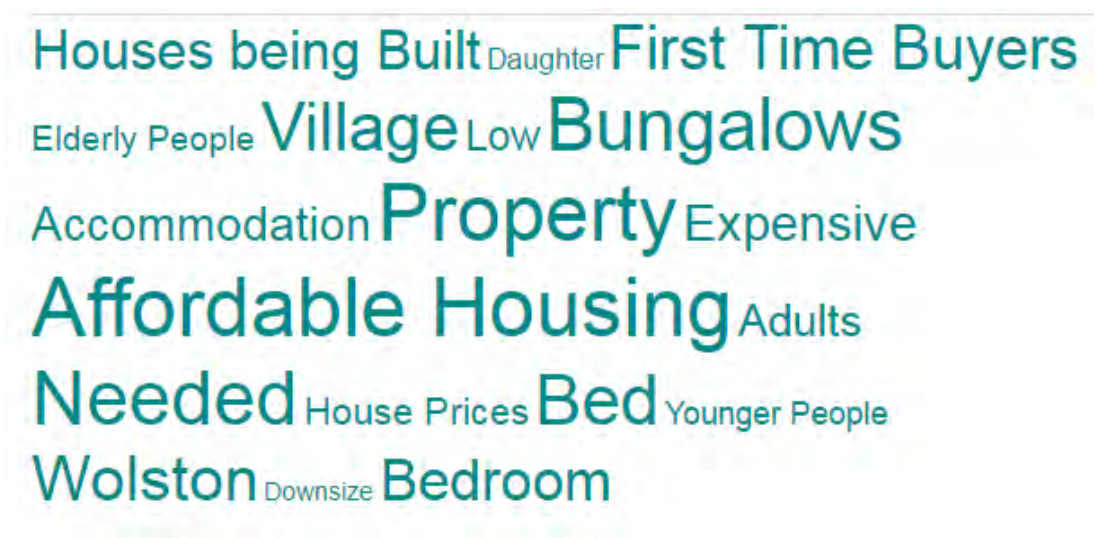 Houses being Built Daughter First Time Buyers
Elderly People Village Low Bungalows
Accommodation Property Expensive
Affordable Housing Adults
Needed House Prices Bed Younger People
Wolston Downsize Bedroom